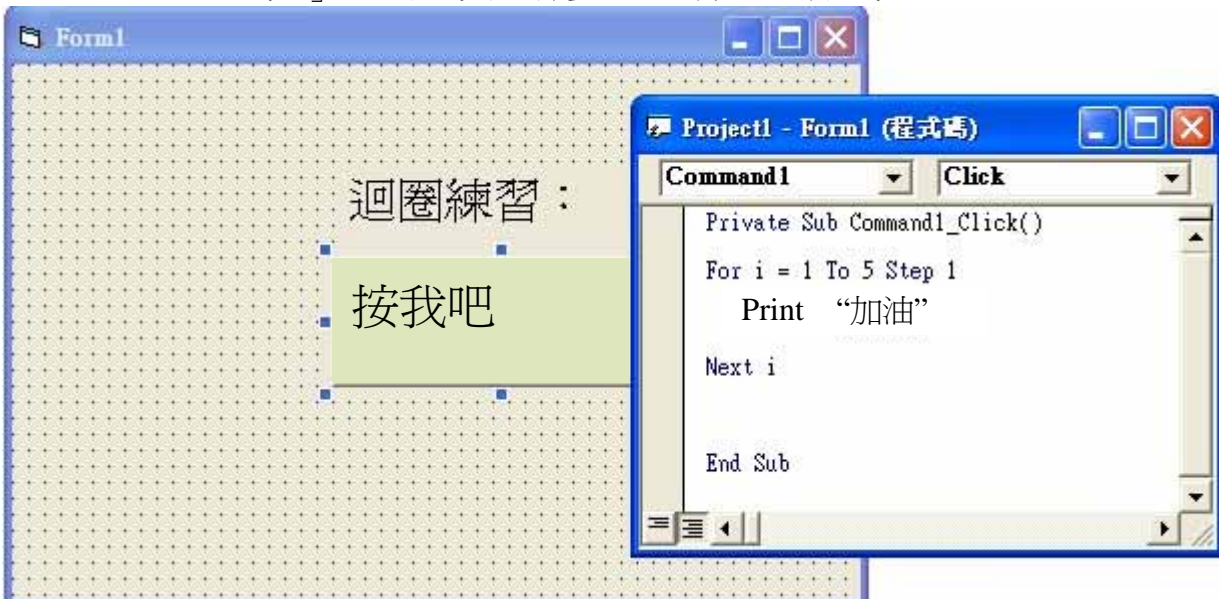 Form1
迴圈練習：
按我吧
Project1 - Form1 (程式碼)
Command1 Click
Private Sub Command1_Click()
For i = 1 To 5 Step 1
Print “加油”
Next i
End Sub